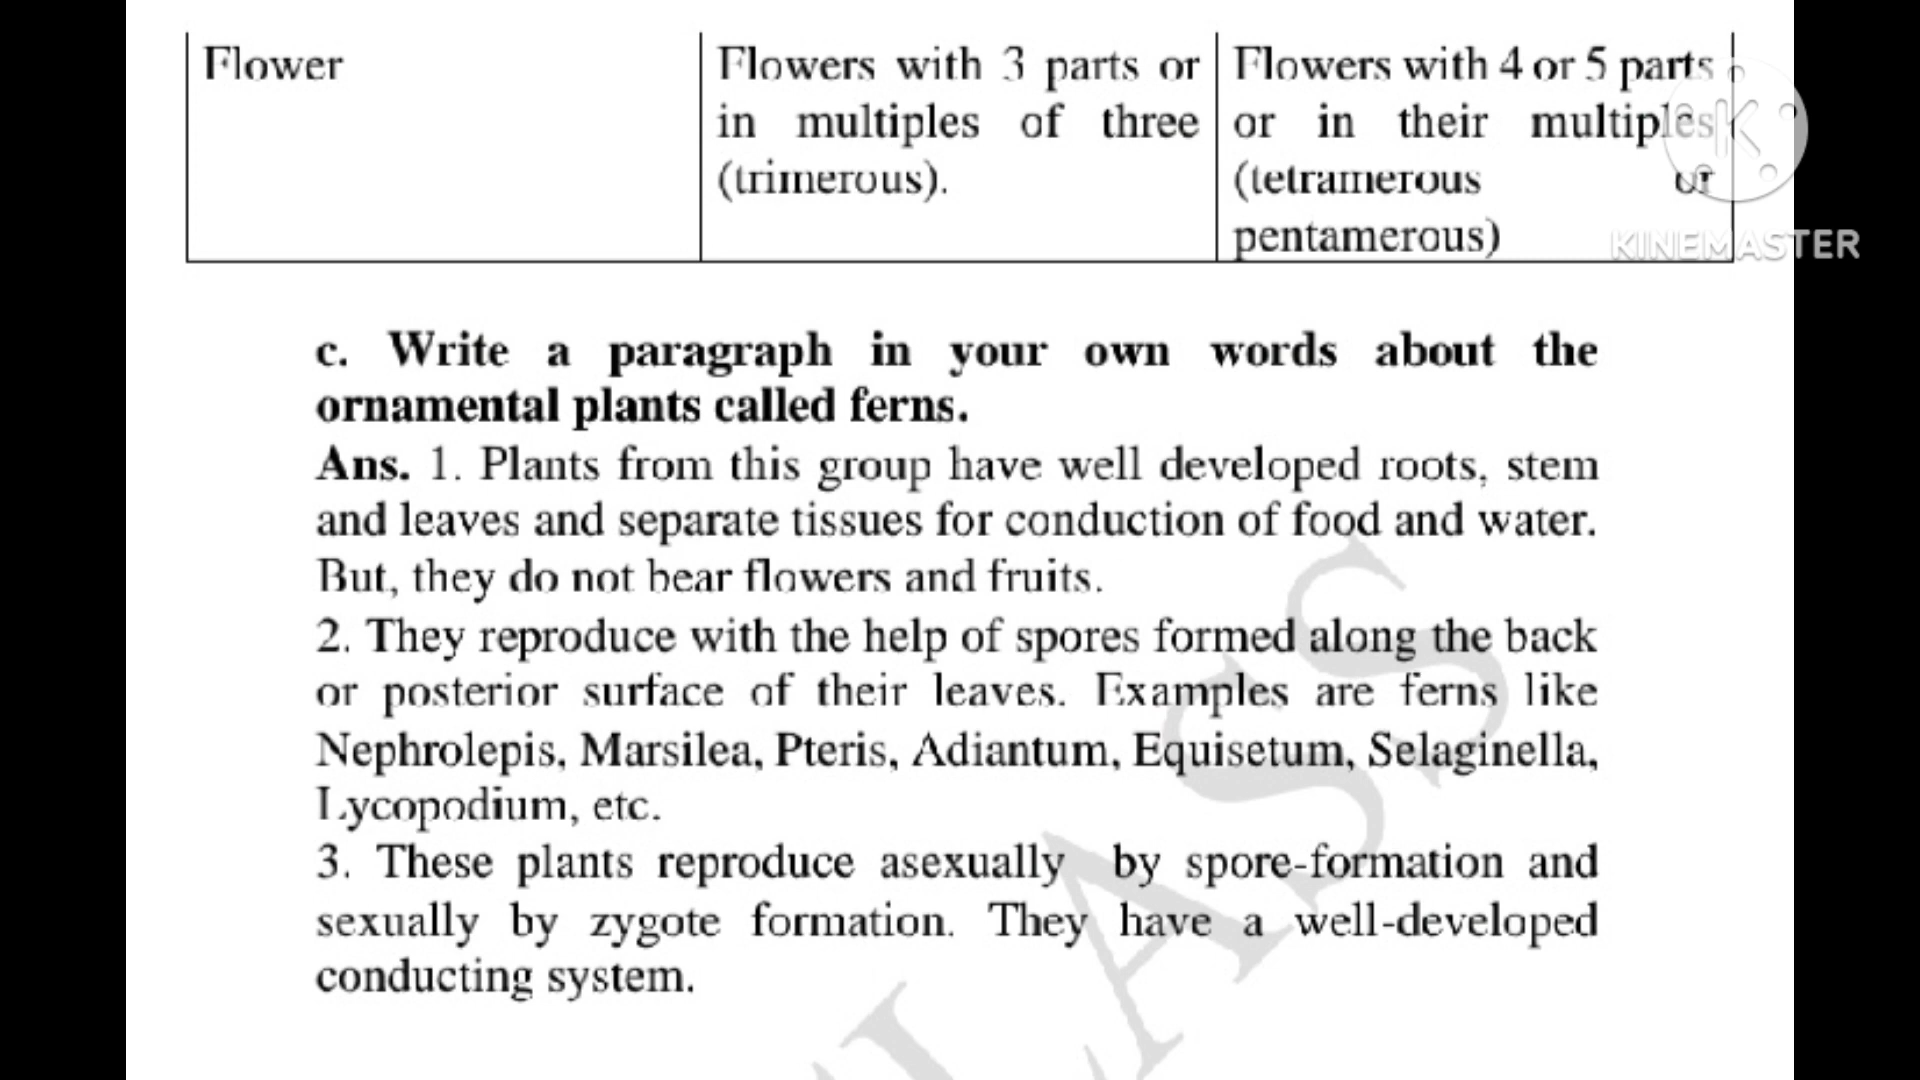 Flower
Flowers with 3 parts or
in multiples of three
(trimerous).
Flowers with 4 or 5 parts
or in their multiples
(tetramerous or
pentamerous)
KINEMASTER
c. Write a paragraph in your own words about the
ornamental plants called ferns.
Ans. 1. Plants from this group have well developed roots, stem
and leaves and separate tissues for conduction of food and water.
But, they do not bear flowers and fruits.
2. They reproduce with the help of spores formed along the back
or posterior surface of their leaves. Examples are ferns like
Nephrolepis, Marsilea, Pteris, Adiantum, Equisetum, Selaginella,
Lycopodium, etc.
3. These plants reproduce asexually by spore-formation and
sexually by zygote formation. They have a well-developed
conducting system.